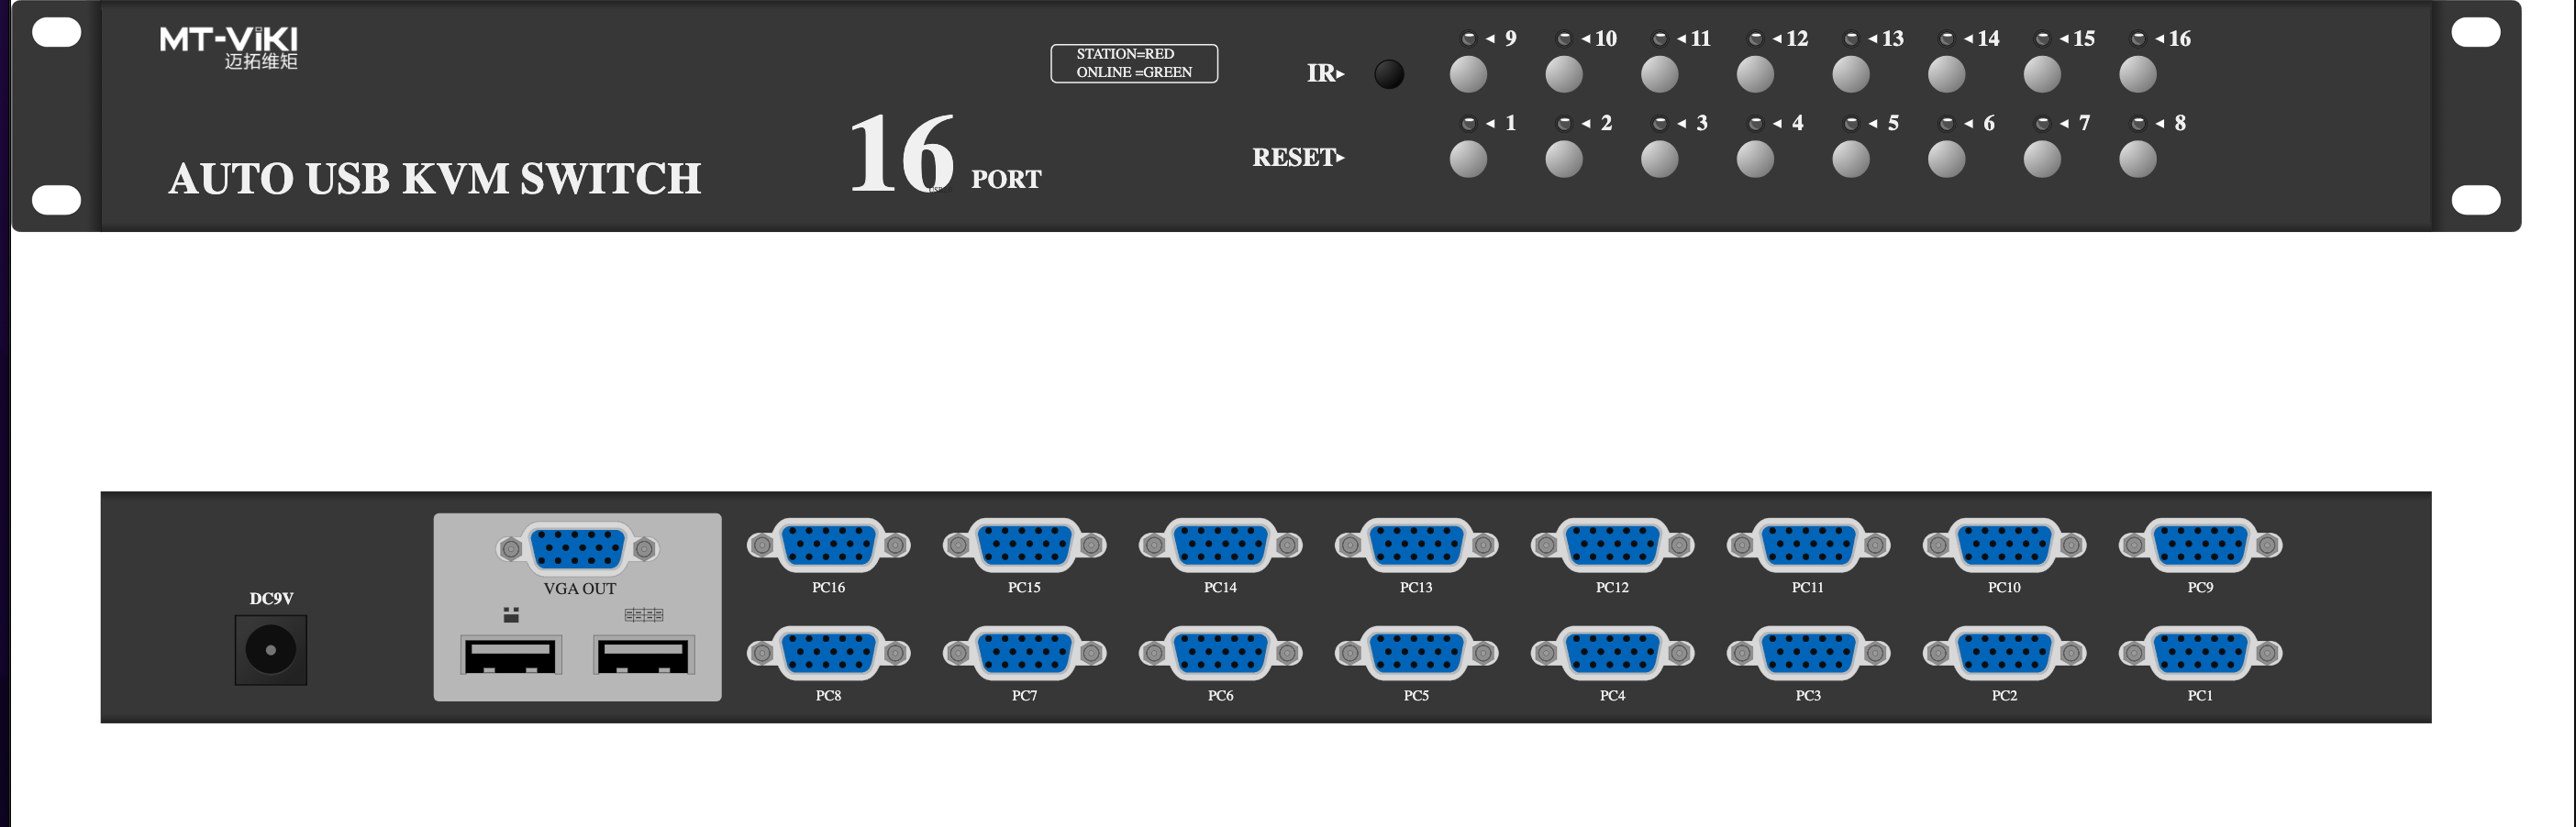 MT-ViKI
迈拓维矩
STATION=RED
ONLINE =GREEN
IR▸
◂ 9 ◂ 10 ◂ 11 ◂ 12 ◂ 13 ◂ 14 ◂ 15 ◂ 16
RESET▸
◂ 1 ◂ 2 ◂ 3 ◂ 4 ◂ 5 ◂ 6 ◂ 7 ◂ 8
AUTO USB KVM SWITCH
16 PORT
DC9V
VGA OUT
PC16 PC15 PC14 PC13 PC12 PC11 PC10 PC9
PC8 PC7 PC6 PC5 PC4 PC3 PC2 PC1